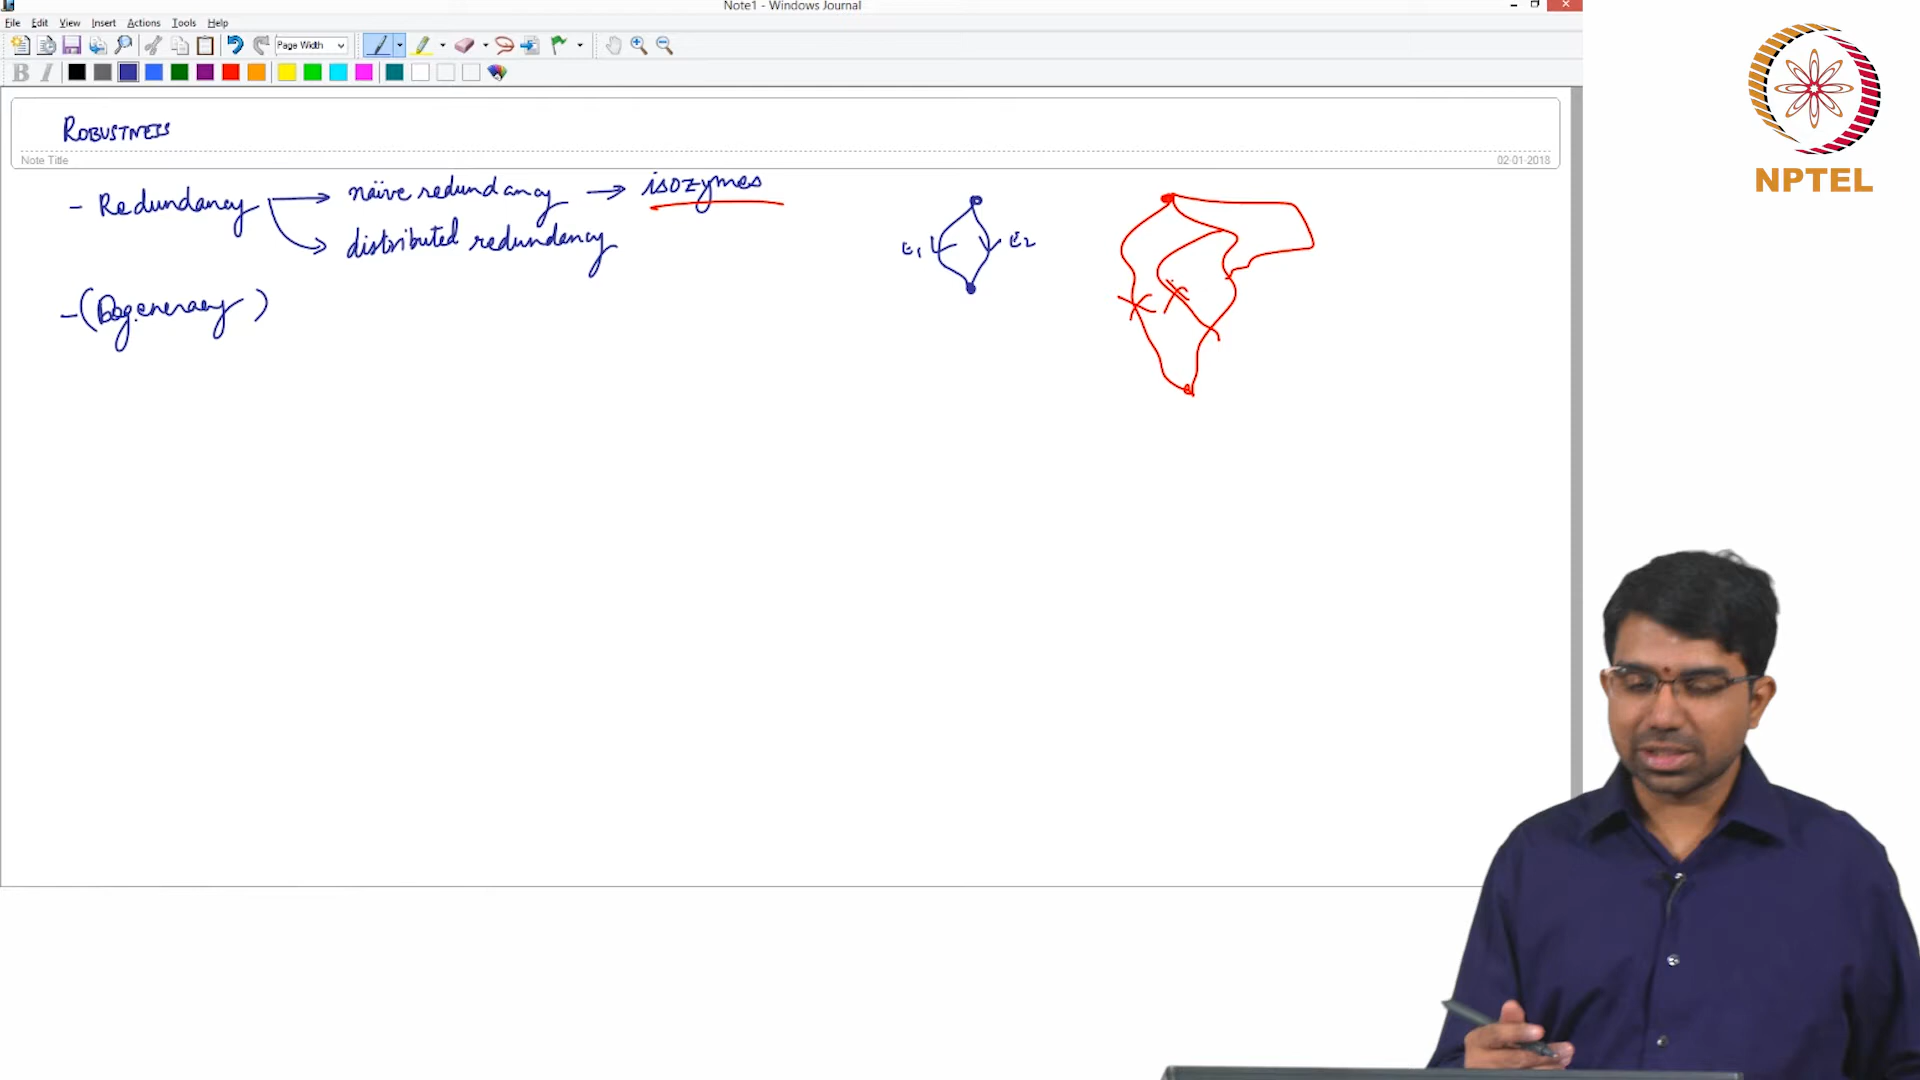 Note1 - Windows Journal
File Edit View Insert Actions Tools Help
Page Width
B I
ROBUSTNESS
Note Title
02-01-2018
- Redundancy → naïve redundancy → isozymes
→ distributed redundancy
- (Degeneracy)
E1 E2
NPTEL